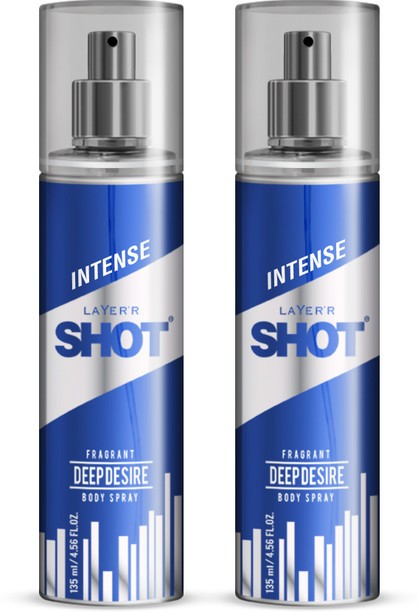 INTENSE
LAYER'R
SHOT®
FRAGRANT
DEEPDESIRE
BODY SPRAY
135 ml / 4.56 FL.OZ.
INTENSE
LAYER'R
SHOT®
FRAGRANT
DEEPDESIRE
BODY SPRAY
135 ml / 4.56 FL.OZ.